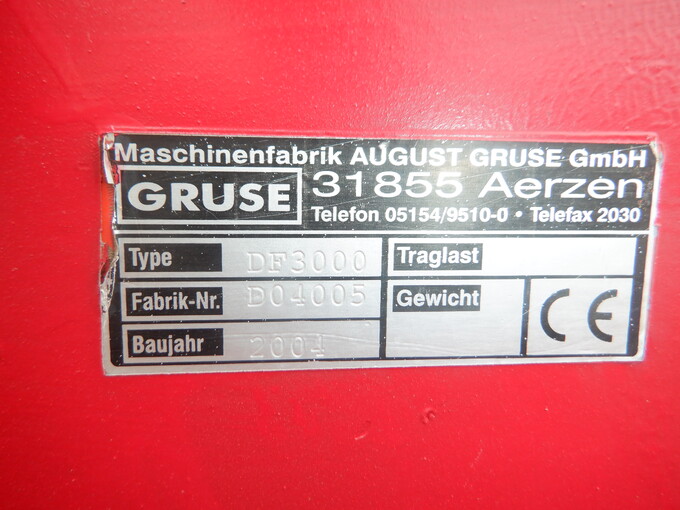 Maschinenfabrik AUGUST GRUSE GmbH
GRUSE 31855 Aerzen
Telefon 05154/9510-0 • Telefax 2030
Type DF3000 Traglast
Fabrik-Nr. D04005 Gewicht
Baujahr 2004
CE